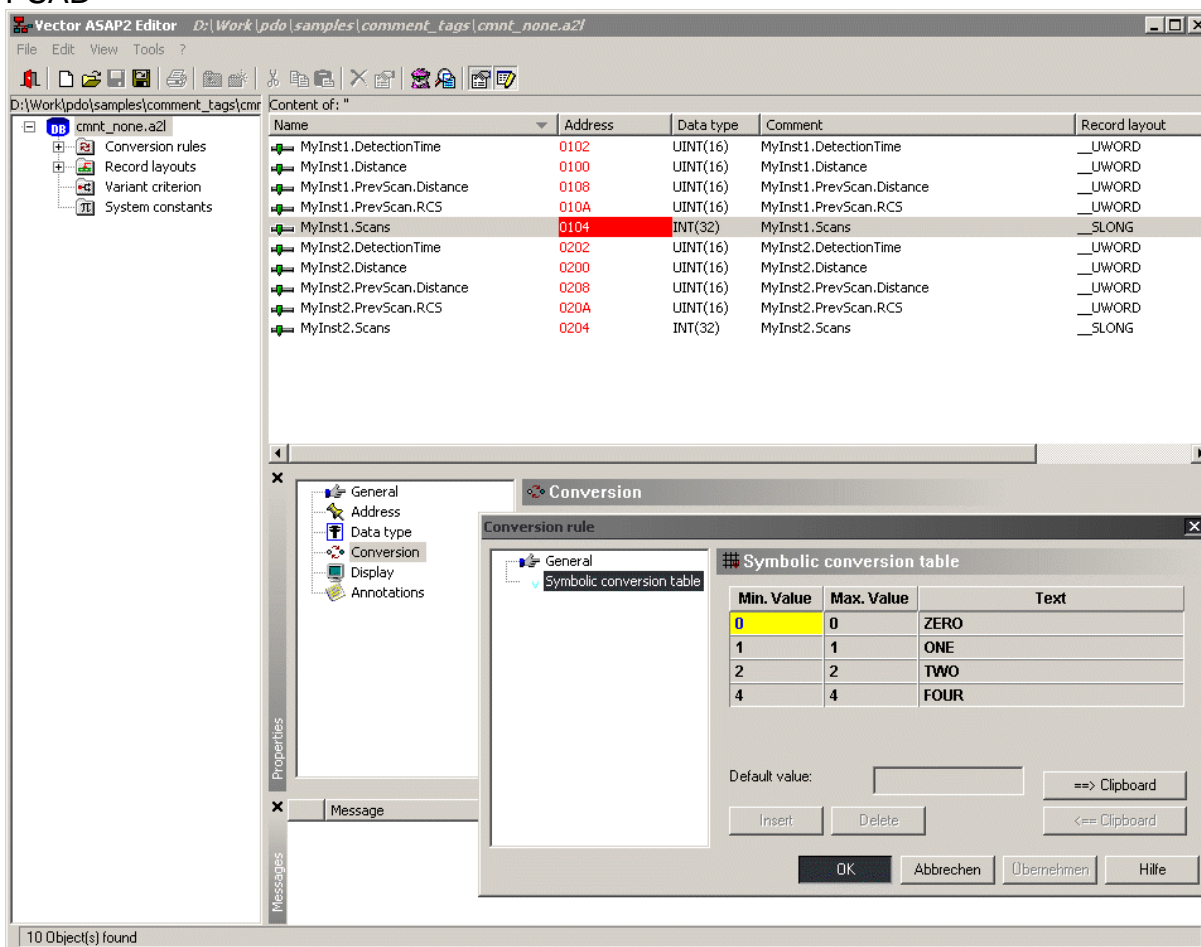 Vector ASAP2 Editor D:\Work\pdo\samples\comment_tags\cmnt_none.a2l
File Edit View Tools ?
D:\Work\pdo\samples\comment_tags\cmr
Content of: "
cmnt_none.a2l
Conversion rules
Record layouts
Variant criterion
System constants
Name Address Data type Comment Record layout
MyInst1.DetectionTime 0102 UINT(16) MyInst1.DetectionTime __UWORD
MyInst1.Distance 0100 UINT(16) MyInst1.Distance __UWORD
MyInst1.PrevScan.Distance 0108 UINT(16) MyInst1.PrevScan.Distance __UWORD
MyInst1.PrevScan.RCS 010A UINT(16) MyInst1.PrevScan.RCS __UWORD
MyInst1.Scans 0104 INT(32) MyInst1.Scans __SLONG
MyInst2.DetectionTime 0202 UINT(16) MyInst2.DetectionTime __UWORD
MyInst2.Distance 0200 UINT(16) MyInst2.Distance __UWORD
MyInst2.PrevScan.Distance 0208 UINT(16) MyInst2.PrevScan.Distance __UWORD
MyInst2.PrevScan.RCS 020A UINT(16) MyInst2.PrevScan.RCS __UWORD
MyInst2.Scans 0204 INT(32) MyInst2.Scans __SLONG
General
Address
Data type
Conversion
Display
Annotations
Properties
Conversion
Conversion rule
General
Symbolic conversion table
Symbolic conversion table
Min. Value Max. Value Text
0 0 ZERO
1 1 ONE
2 2 TWO
4 4 FOUR
Default value:
==> Clipboard
Insert Delete <== Clipboard
OK Abbrechen Übernehmen Hilfe
Message
Messages
10 Object(s) found